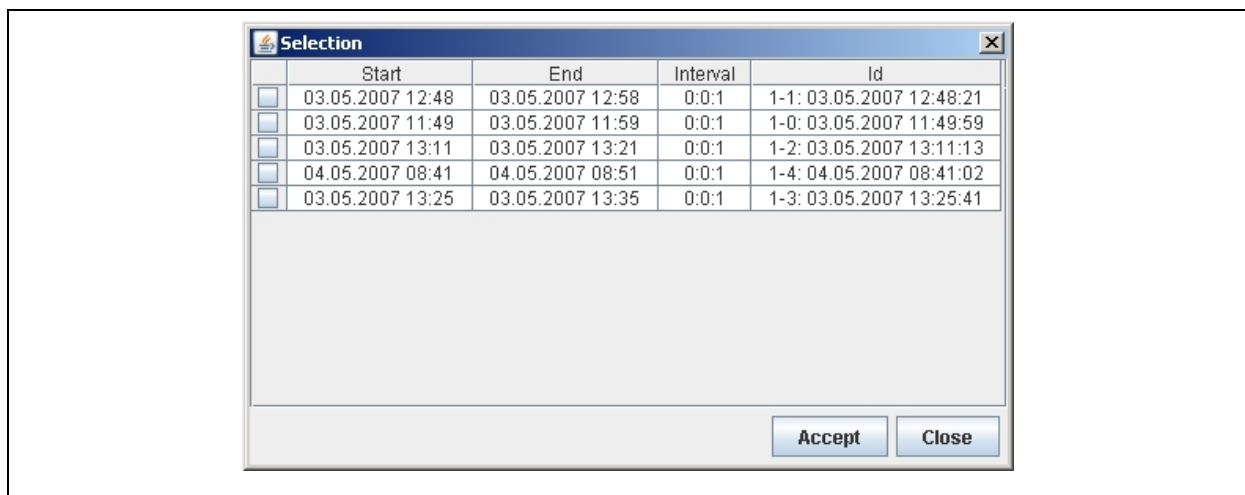 Selection
Start End Interval Id
03.05.2007 12:48 03.05.2007 12:58 0:0:1 1-1: 03.05.2007 12:48:21
03.05.2007 11:49 03.05.2007 11:59 0:0:1 1-0: 03.05.2007 11:49:59
03.05.2007 13:11 03.05.2007 13:21 0:0:1 1-2: 03.05.2007 13:11:13
04.05.2007 08:41 04.05.2007 08:51 0:0:1 1-4: 04.05.2007 08:41:02
03.05.2007 13:25 03.05.2007 13:35 0:0:1 1-3: 03.05.2007 13:25:41
Accept Close